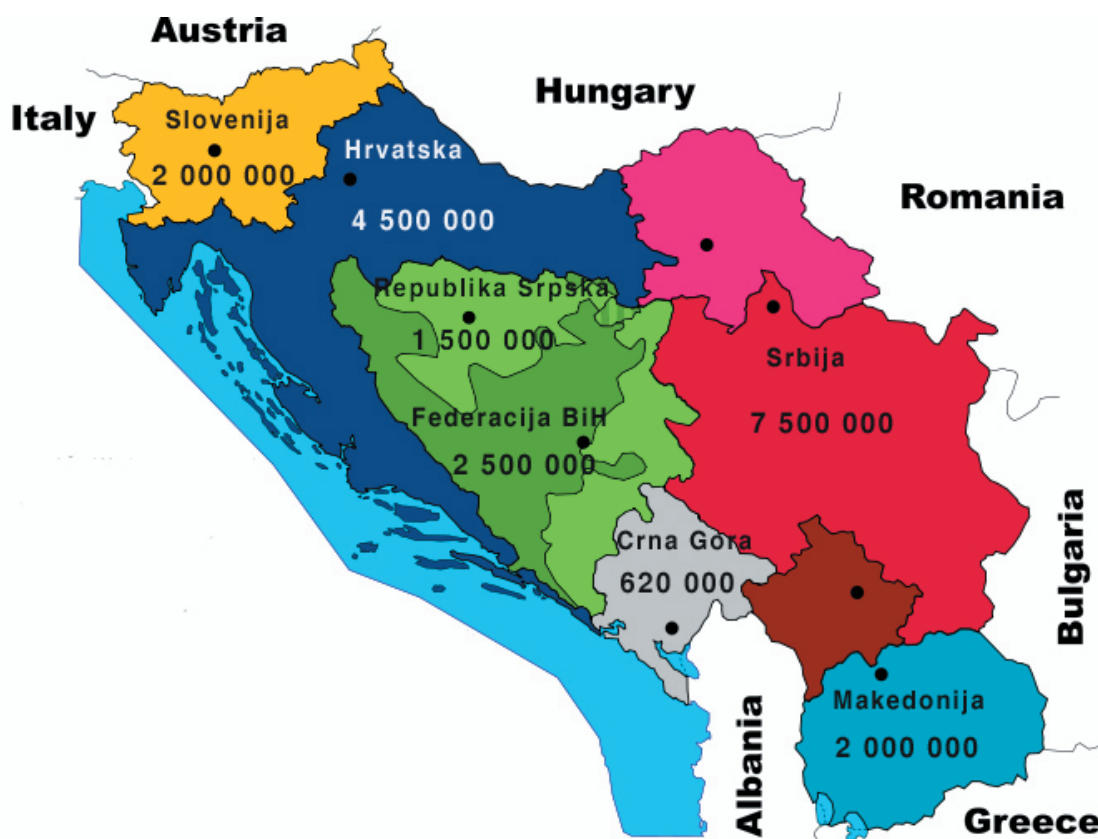 Austria
Hungary
Italy
Slovenija
2 000 000
Hrvatska
4 500 000
Romania
Republika Srpska
1 500 000
Srbija
7 500 000
Federacija BiH
2 500 000
Crna Gora
620 000
Bulgaria
Makedonija
2 000 000
Albania
Greece